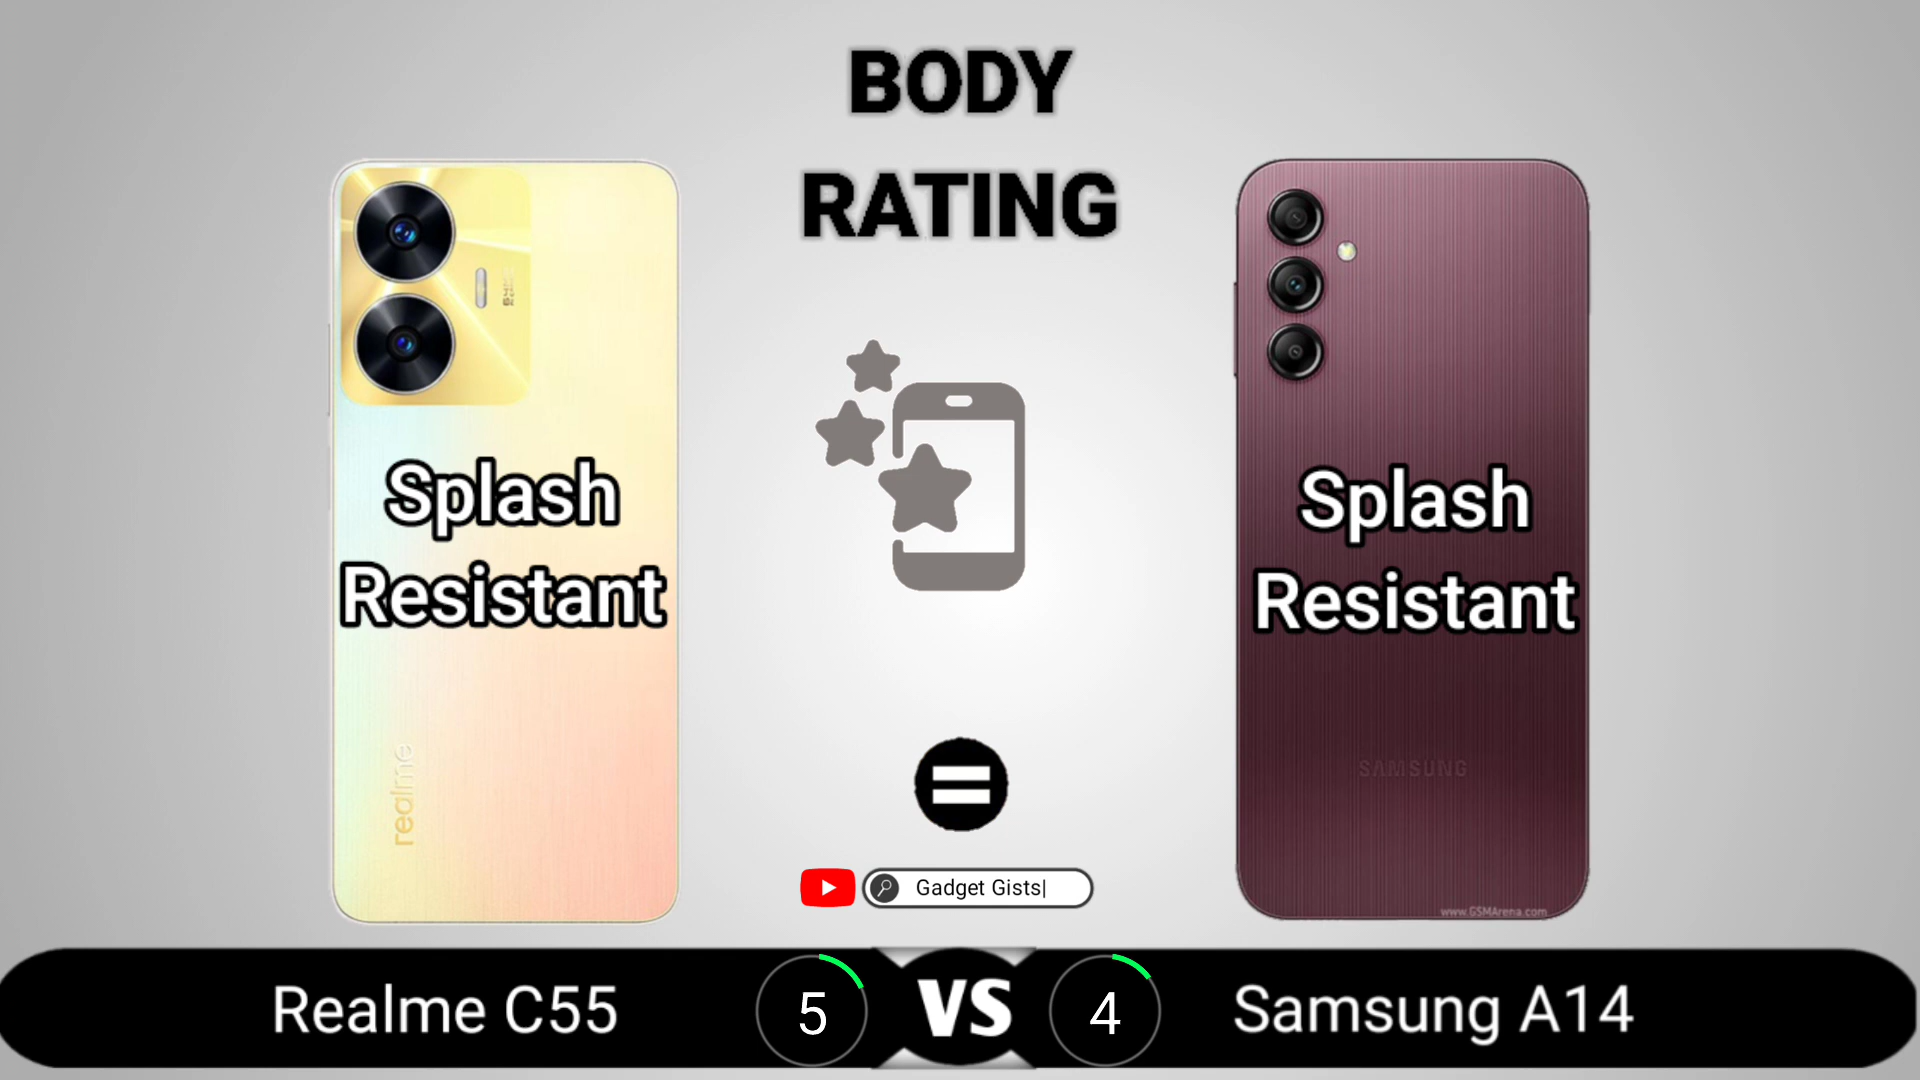 BODY
RATING
Splash
Resistant
Splash
Resistant
realme
SAMSUNG
www.GSMArena.com
Gadget Gists|
Realme C55
5
VS
4
Samsung A14